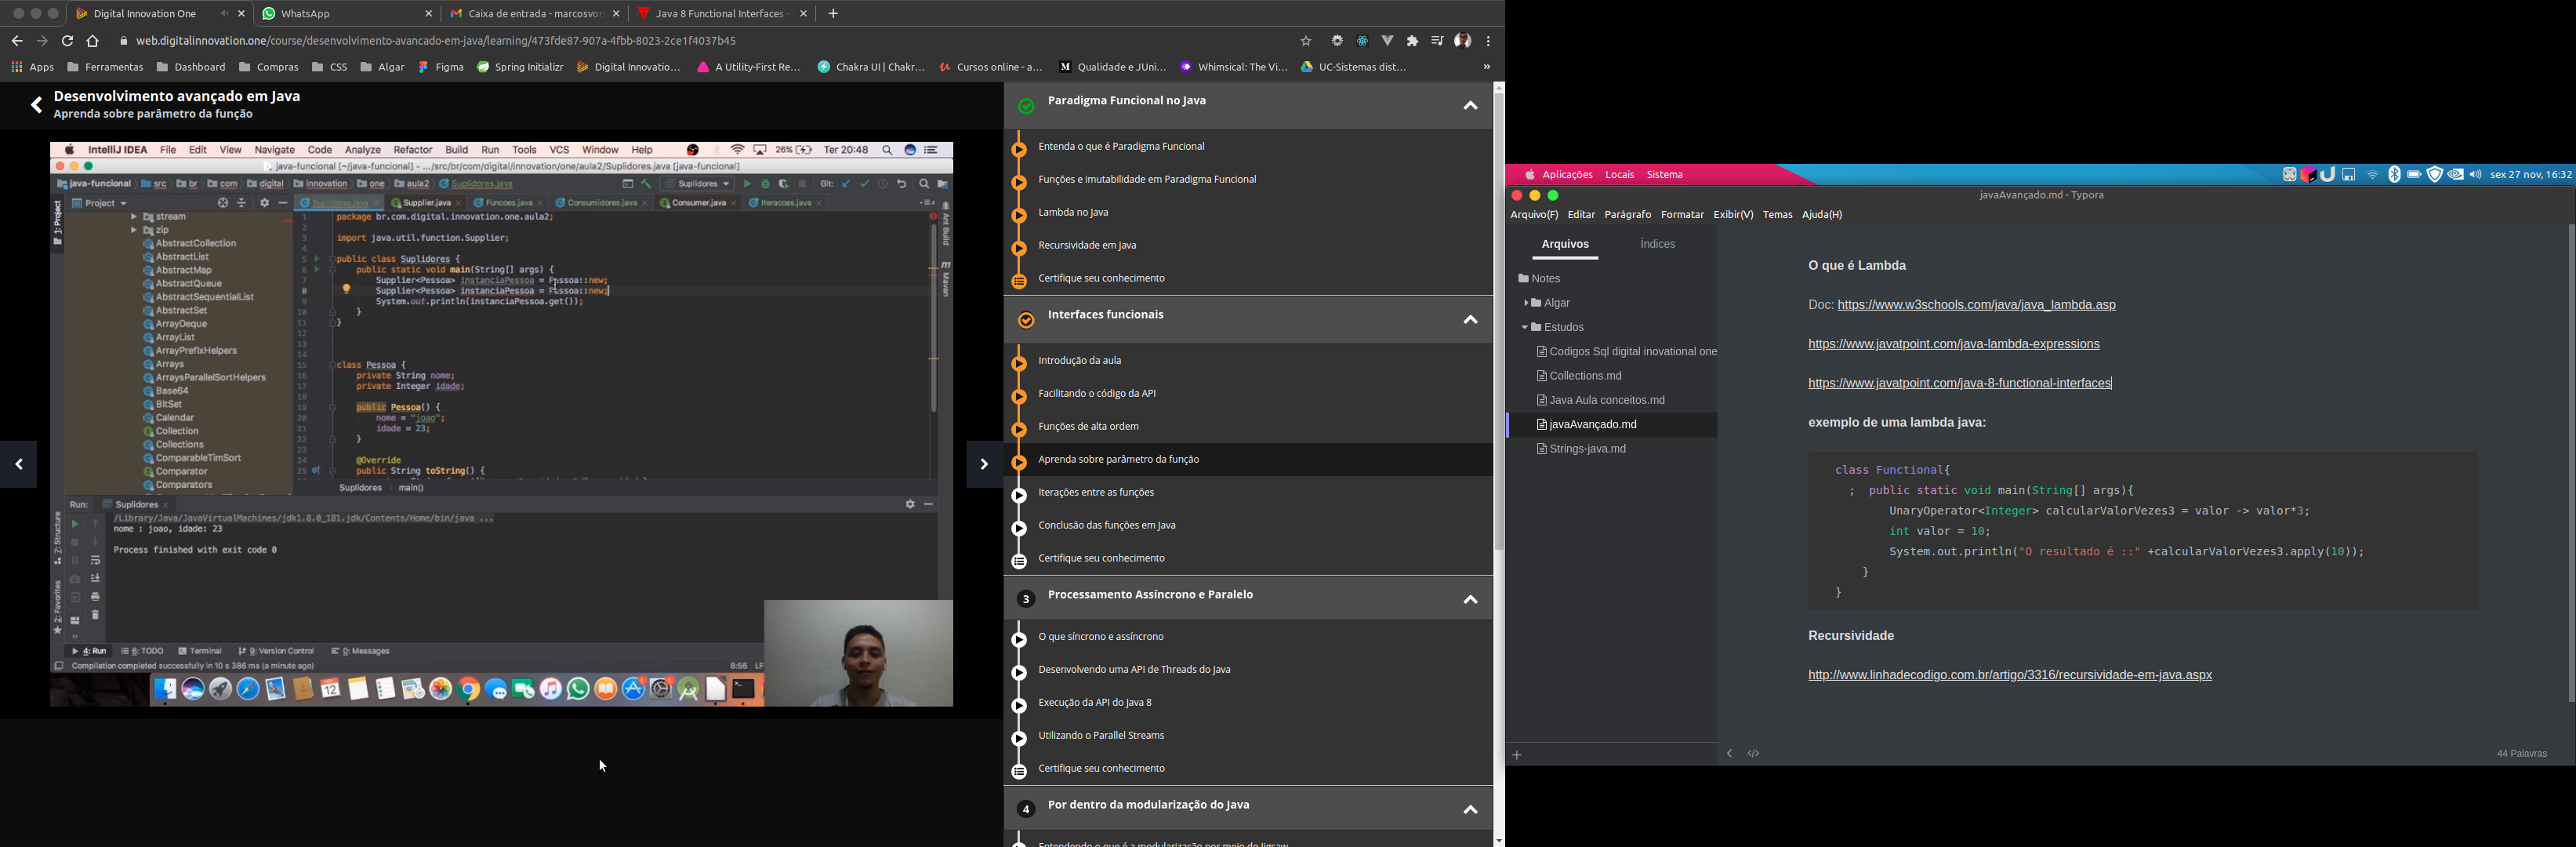 Digital Innovation One
WhatsApp
Caixa de entrada - marcosvor
Java 8 Functional Interfaces -
web.digitalinnovation.one/course/desenvolvimento-avancado-em-java/learning/473fde87-907a-4fbb-8023-2ce1f4037b45
Apps Ferramentas Dashboard Compras CSS Algar Figma Spring Initializr Digital Innovatio... A Utility-First Re... Chakra UI | Chakr... Cursos online - a... Qualidade e JUni... Whimsical: The Vi... UC-Sistemas dist... »
Desenvolvimento avançado em Java
Aprenda sobre parâmetro da função
IntelliJ IDEA File Edit View Navigate Code Analyze Refactor Build Run Tools VCS Window Help 26% Ter 20:48
java-funcional [~/java-funcional] - .../src/br/com/digital/innovation/one/aula2/Suplidores.java [java-funcional]
java-funcional src br com digital innovation one aula2 Suplidores.java Suplidores Git:
Project Suplidores.java Supplier.java Funcoes.java Consumidores.java Consumer.java Iteracoes.java
1: Project
Ant Build
Maven
stream
zip
AbstractCollection
AbstractList
AbstractMap
AbstractQueue
AbstractSequentialList
AbstractSet
ArrayDeque
ArrayList
ArrayPrefixHelpers
Arrays
ArraysParallelSortHelpers
Base64
BitSet
Calendar
Collection
Collections
ComparableTimSort
Comparator
Comparators
1 package br.com.digital.innovation.one.aula2;
2
3 import java.util.function.Supplier;
4
5 public class Suplidores {
6 public static void main(String[] args) {
7 Supplier<Pessoa> instanciaPessoa = Pessoa::new;
8 Supplier<Pessoa> instanciaPessoa = Pessoa::new;
9 System.out.println(instanciaPessoa.get());
10 }
11 }
12
13
14
15 class Pessoa {
16 private String nome;
17 private Integer idade;
18
19 public Pessoa() {
20 nome = "joao";
21 idade = 23;
22 }
23
24 @Override
25 public String toString() {
Suplidores main()
Run: Suplidores
/Library/Java/JavaVirtualMachines/jdk1.8.0_181.jdk/Contents/Home/bin/java ...
nome : joao, idade: 23
Process finished with exit code 0
7: Structure
2: Favorites
4: Run 6: TODO Terminal 9: Version Control 0: Messages
Compilation completed successfully in 10 s 386 ms (a minute ago) 8:56 LF
12
Paradigma Funcional no Java
Entenda o que é Paradigma Funcional
Funções e imutabilidade em Paradigma Funcional
Lambda no Java
Recursividade em Java
Certifique seu conhecimento
Interfaces funcionais
Introdução da aula
Facilitando o código da API
Funções de alta ordem
Aprenda sobre parâmetro da função
Iterações entre as funções
Conclusão das funções em Java
Certifique seu conhecimento
3 Processamento Assíncrono e Paralelo
O que síncrono e assíncrono
Desenvolvendo uma API de Threads do Java
Execução da API do Java 8
Utilizando o Parallel Streams
Certifique seu conhecimento
4 Por dentro da modularização do Java
Entendendo o que é a modularização por meio do Jigsaw
Aplicações Locais Sistema sex 27 nov, 16:32
javaAvançado.md - Typora
Arquivo(F) Editar Parágrafo Formatar Exibir(V) Temas Ajuda(H)
Arquivos Índices
Notes
Algar
Estudos
Codigos Sql digital inovational one
Collections.md
Java Aula conceitos.md
javaAvançado.md
Strings-java.md
O que é Lambda
Doc: https://www.w3schools.com/java/java_lambda.asp
https://www.javatpoint.com/java-lambda-expressions
https://www.javatpoint.com/java-8-functional-interfaces
exemplo de uma lambda java:
class Functional{
; public static void main(String[] args){
UnaryOperator<Integer> calcularValorVezes3 = valor -> valor*3;
int valor = 10;
System.out.println("O resultado é ::" +calcularValorVezes3.apply(10));
}
}
Recursividade
http://www.linhadecodigo.com.br/artigo/3316/recursividade-em-java.aspx
44 Palavras